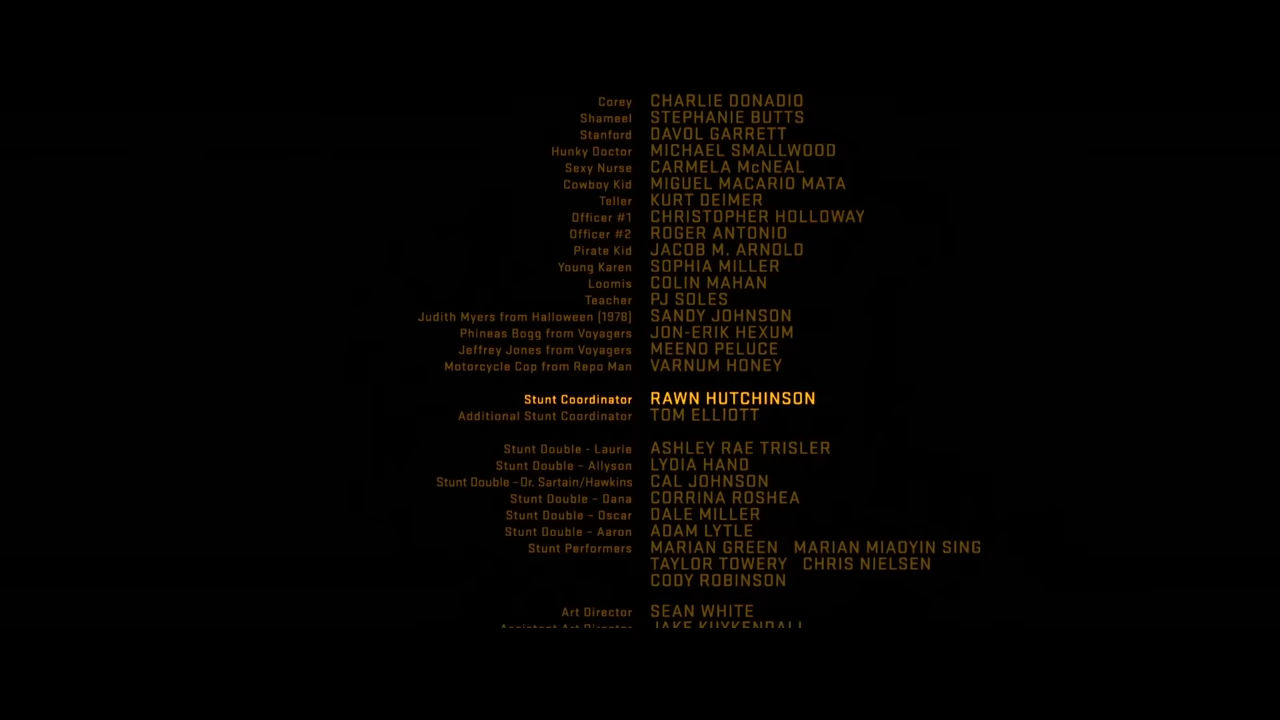 Corey CHARLIE DONADIO
Shameel STEPHANIE BUTTS
Stanford DAVOL GARRETT
Hunky Doctor MICHAEL SMALLWOOD
Sexy Nurse CARMELA McNEAL
Cowboy Kid MIGUEL MACARIO MATA
Teller KURT DEIMER
Officer #1 CHRISTOPHER HOLLOWAY
Officer #2 ROGER ANTONIO
Pirate Kid JACOB M. ARNOLD
Young Karen SOPHIA MILLER
Loomis COLIN MAHAN
Teacher PJ SOLES
Judith Myers from Halloween (1978) SANDY JOHNSON
Phineas Bogg from Voyagers JON-ERIK HEXUM
Jeffrey Jones from Voyagers MEENO PELUCE
Motorcycle Cop from Repo Man VARNUM HONEY
Stunt Coordinator RAWN HUTCHINSON
Additional Stunt Coordinator TOM ELLIOTT
Stunt Double - Laurie ASHLEY RAE TRISLER
Stunt Double – Allyson LYDIA HAND
Stunt Double –Dr. Sartain/Hawkins CAL JOHNSON
Stunt Double – Dana CORRINA ROSHEA
Stunt Double – Oscar DALE MILLER
Stunt Double – Aaron ADAM LYTLE
Stunt Performers MARIAN GREEN MARIAN MIAOYIN SING
TAYLOR TOWERY CHRIS NIELSEN
CODY ROBINSON
Art Director SEAN WHITE
Assistant Art Director JAKE KUYKENDALL